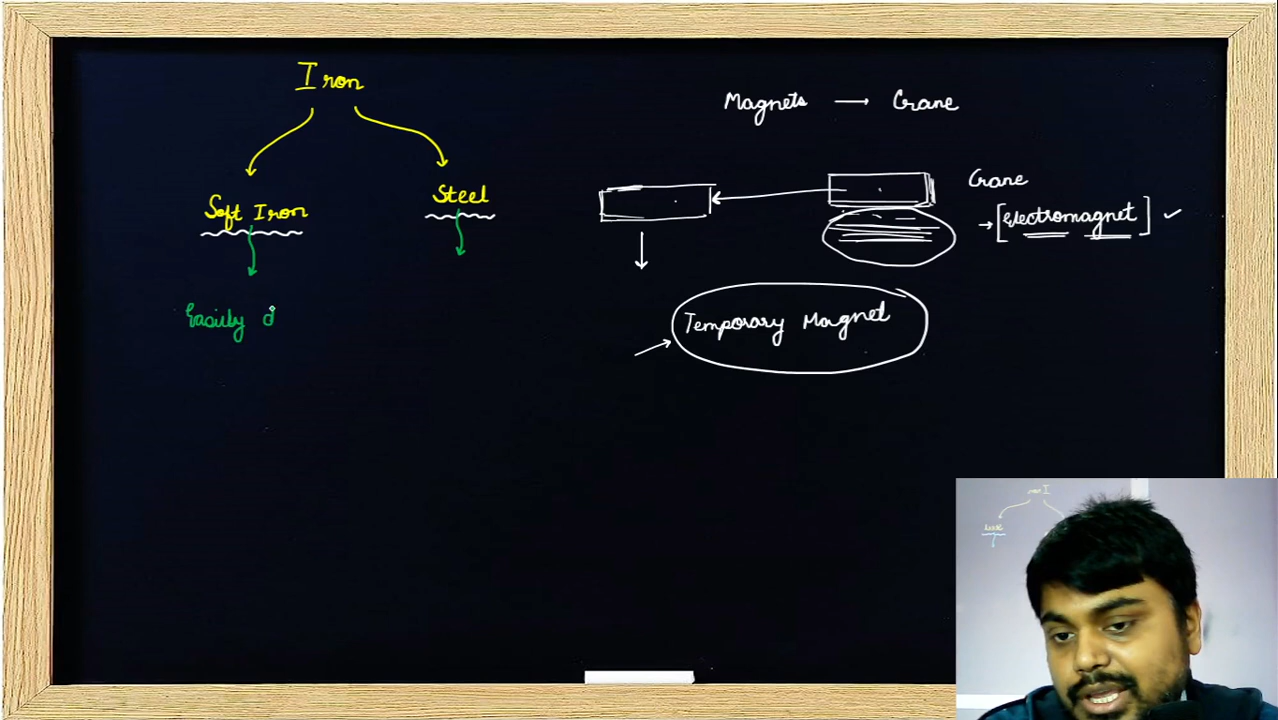 Iron
Soft Iron
Steel
Easily d
Magnets → Crane
Crane
→ [Electromagnet] ✓
Temporary Magnet